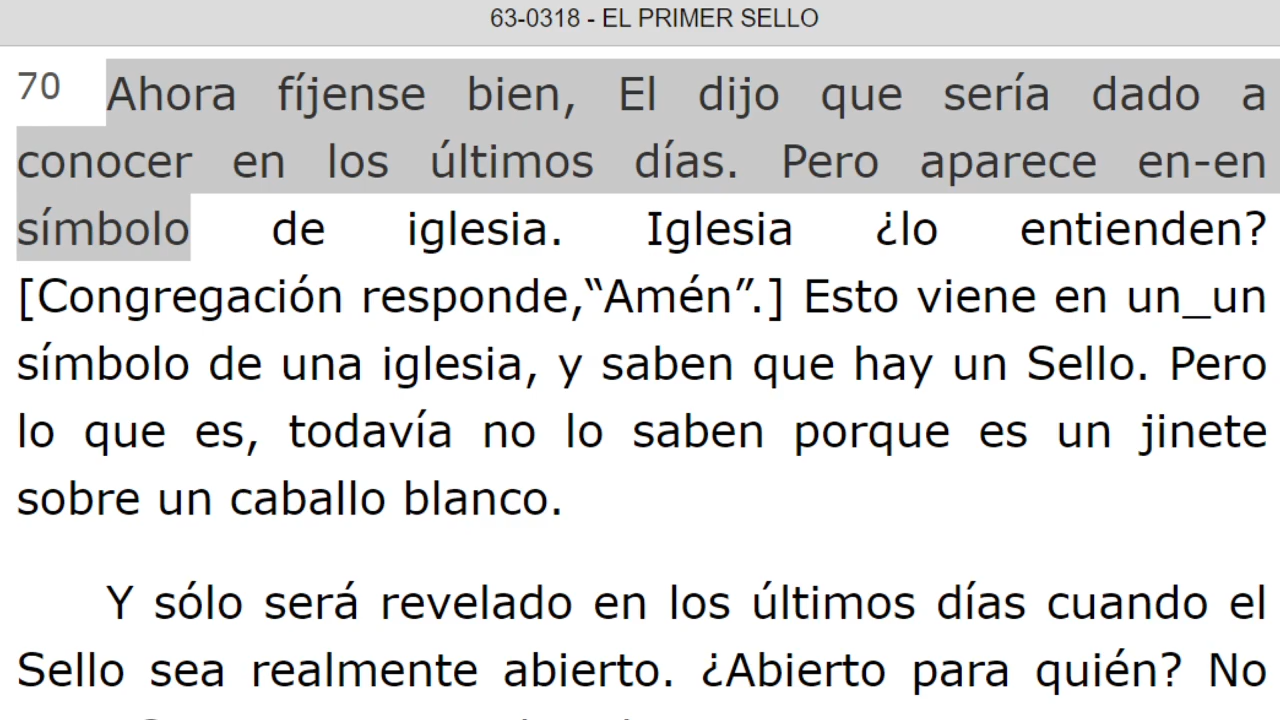 63-0318 - EL PRIMER SELLO
70 Ahora fíjense bien, El dijo que sería dado a
conocer en los últimos días. Pero aparece en-en
símbolo de iglesia. Iglesia ¿lo entienden?
[Congregación responde,“Amén”.] Esto viene en un_un
símbolo de una iglesia, y saben que hay un Sello. Pero
lo que es, todavía no lo saben porque es un jinete
sobre un caballo blanco.
Y sólo será revelado en los últimos días cuando el
Sello sea realmente abierto. ¿Abierto para quién? No